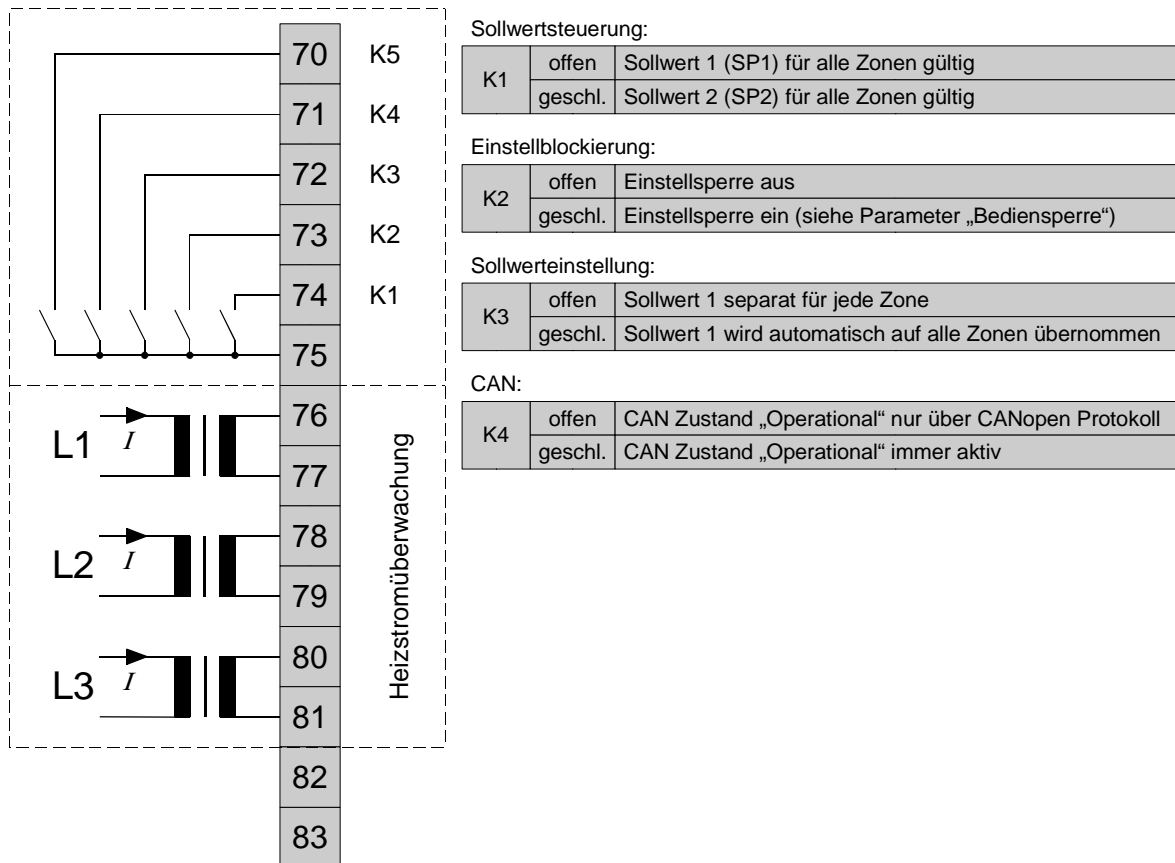 70 K5
71 K4
72 K3
73 K2
74 K1
75
76
L1 I
77
78
L2 I
79
80
L3 I
81
82
83
Heizstromüberwachung
Sollwertsteuerung:
K1
offen Sollwert 1 (SP1) für alle Zonen gültig
geschl. Sollwert 2 (SP2) für alle Zonen gültig
Einstellblockierung:
K2
offen Einstellsperre aus
geschl. Einstellsperre ein (siehe Parameter „Bediensperre“)
Sollwerteinstellung:
K3
offen Sollwert 1 separat für jede Zone
geschl. Sollwert 1 wird automatisch auf alle Zonen übernommen
CAN:
K4
offen CAN Zustand „Operational“ nur über CANopen Protokoll
geschl. CAN Zustand „Operational“ immer aktiv